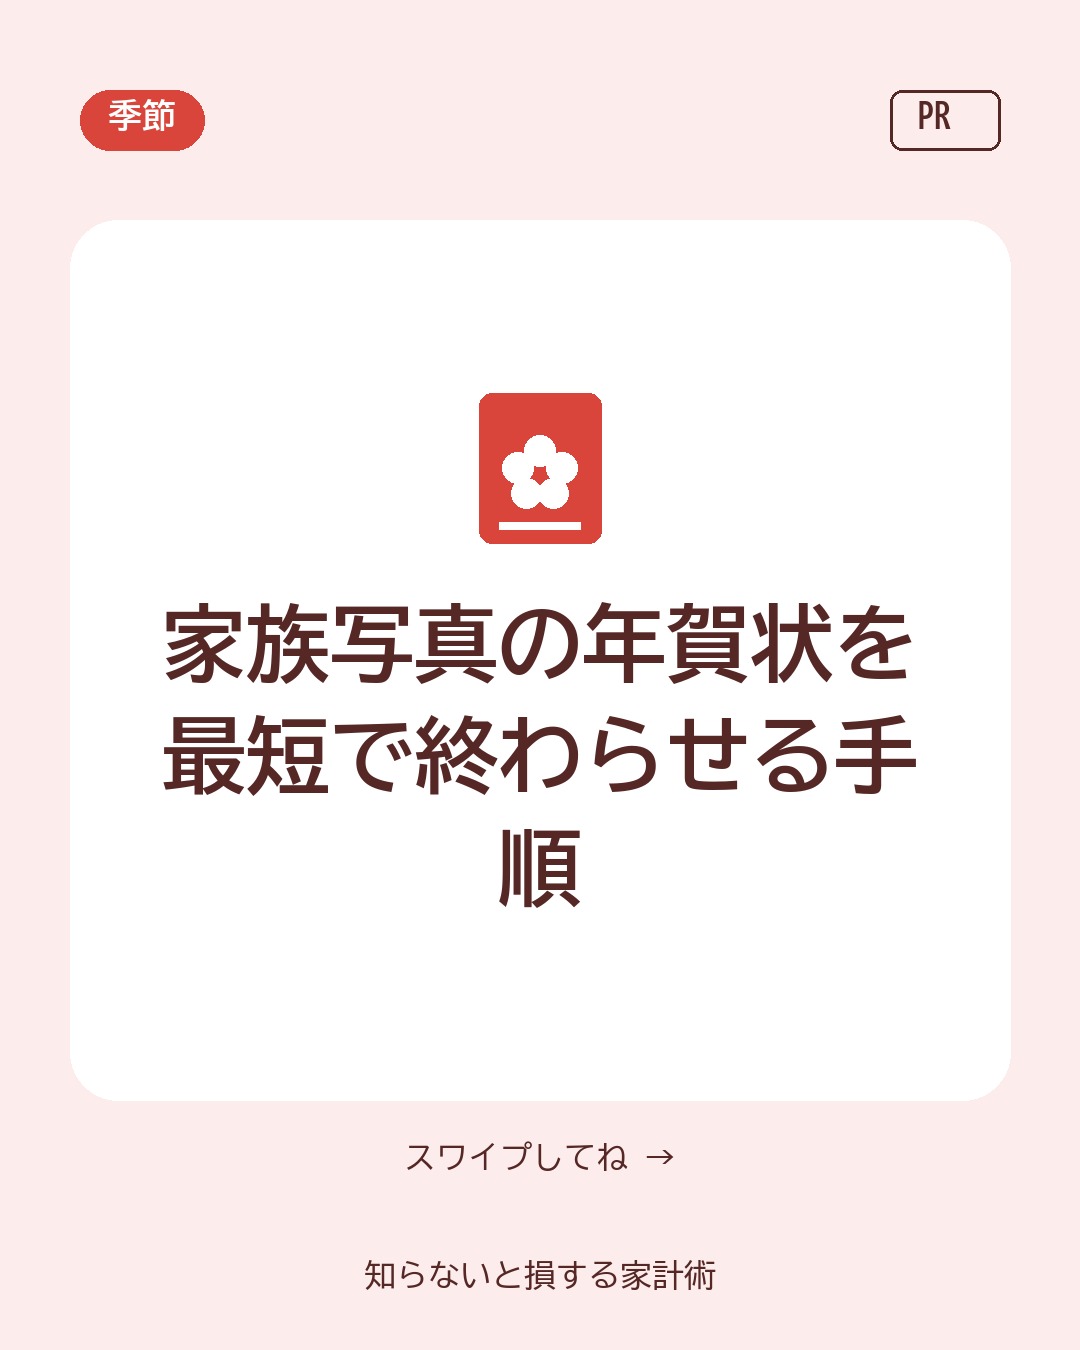 季節
PR
家族写真の年賀状を
最短で終わらせる手
順
スワイプしてね →
知らないと損する家計術